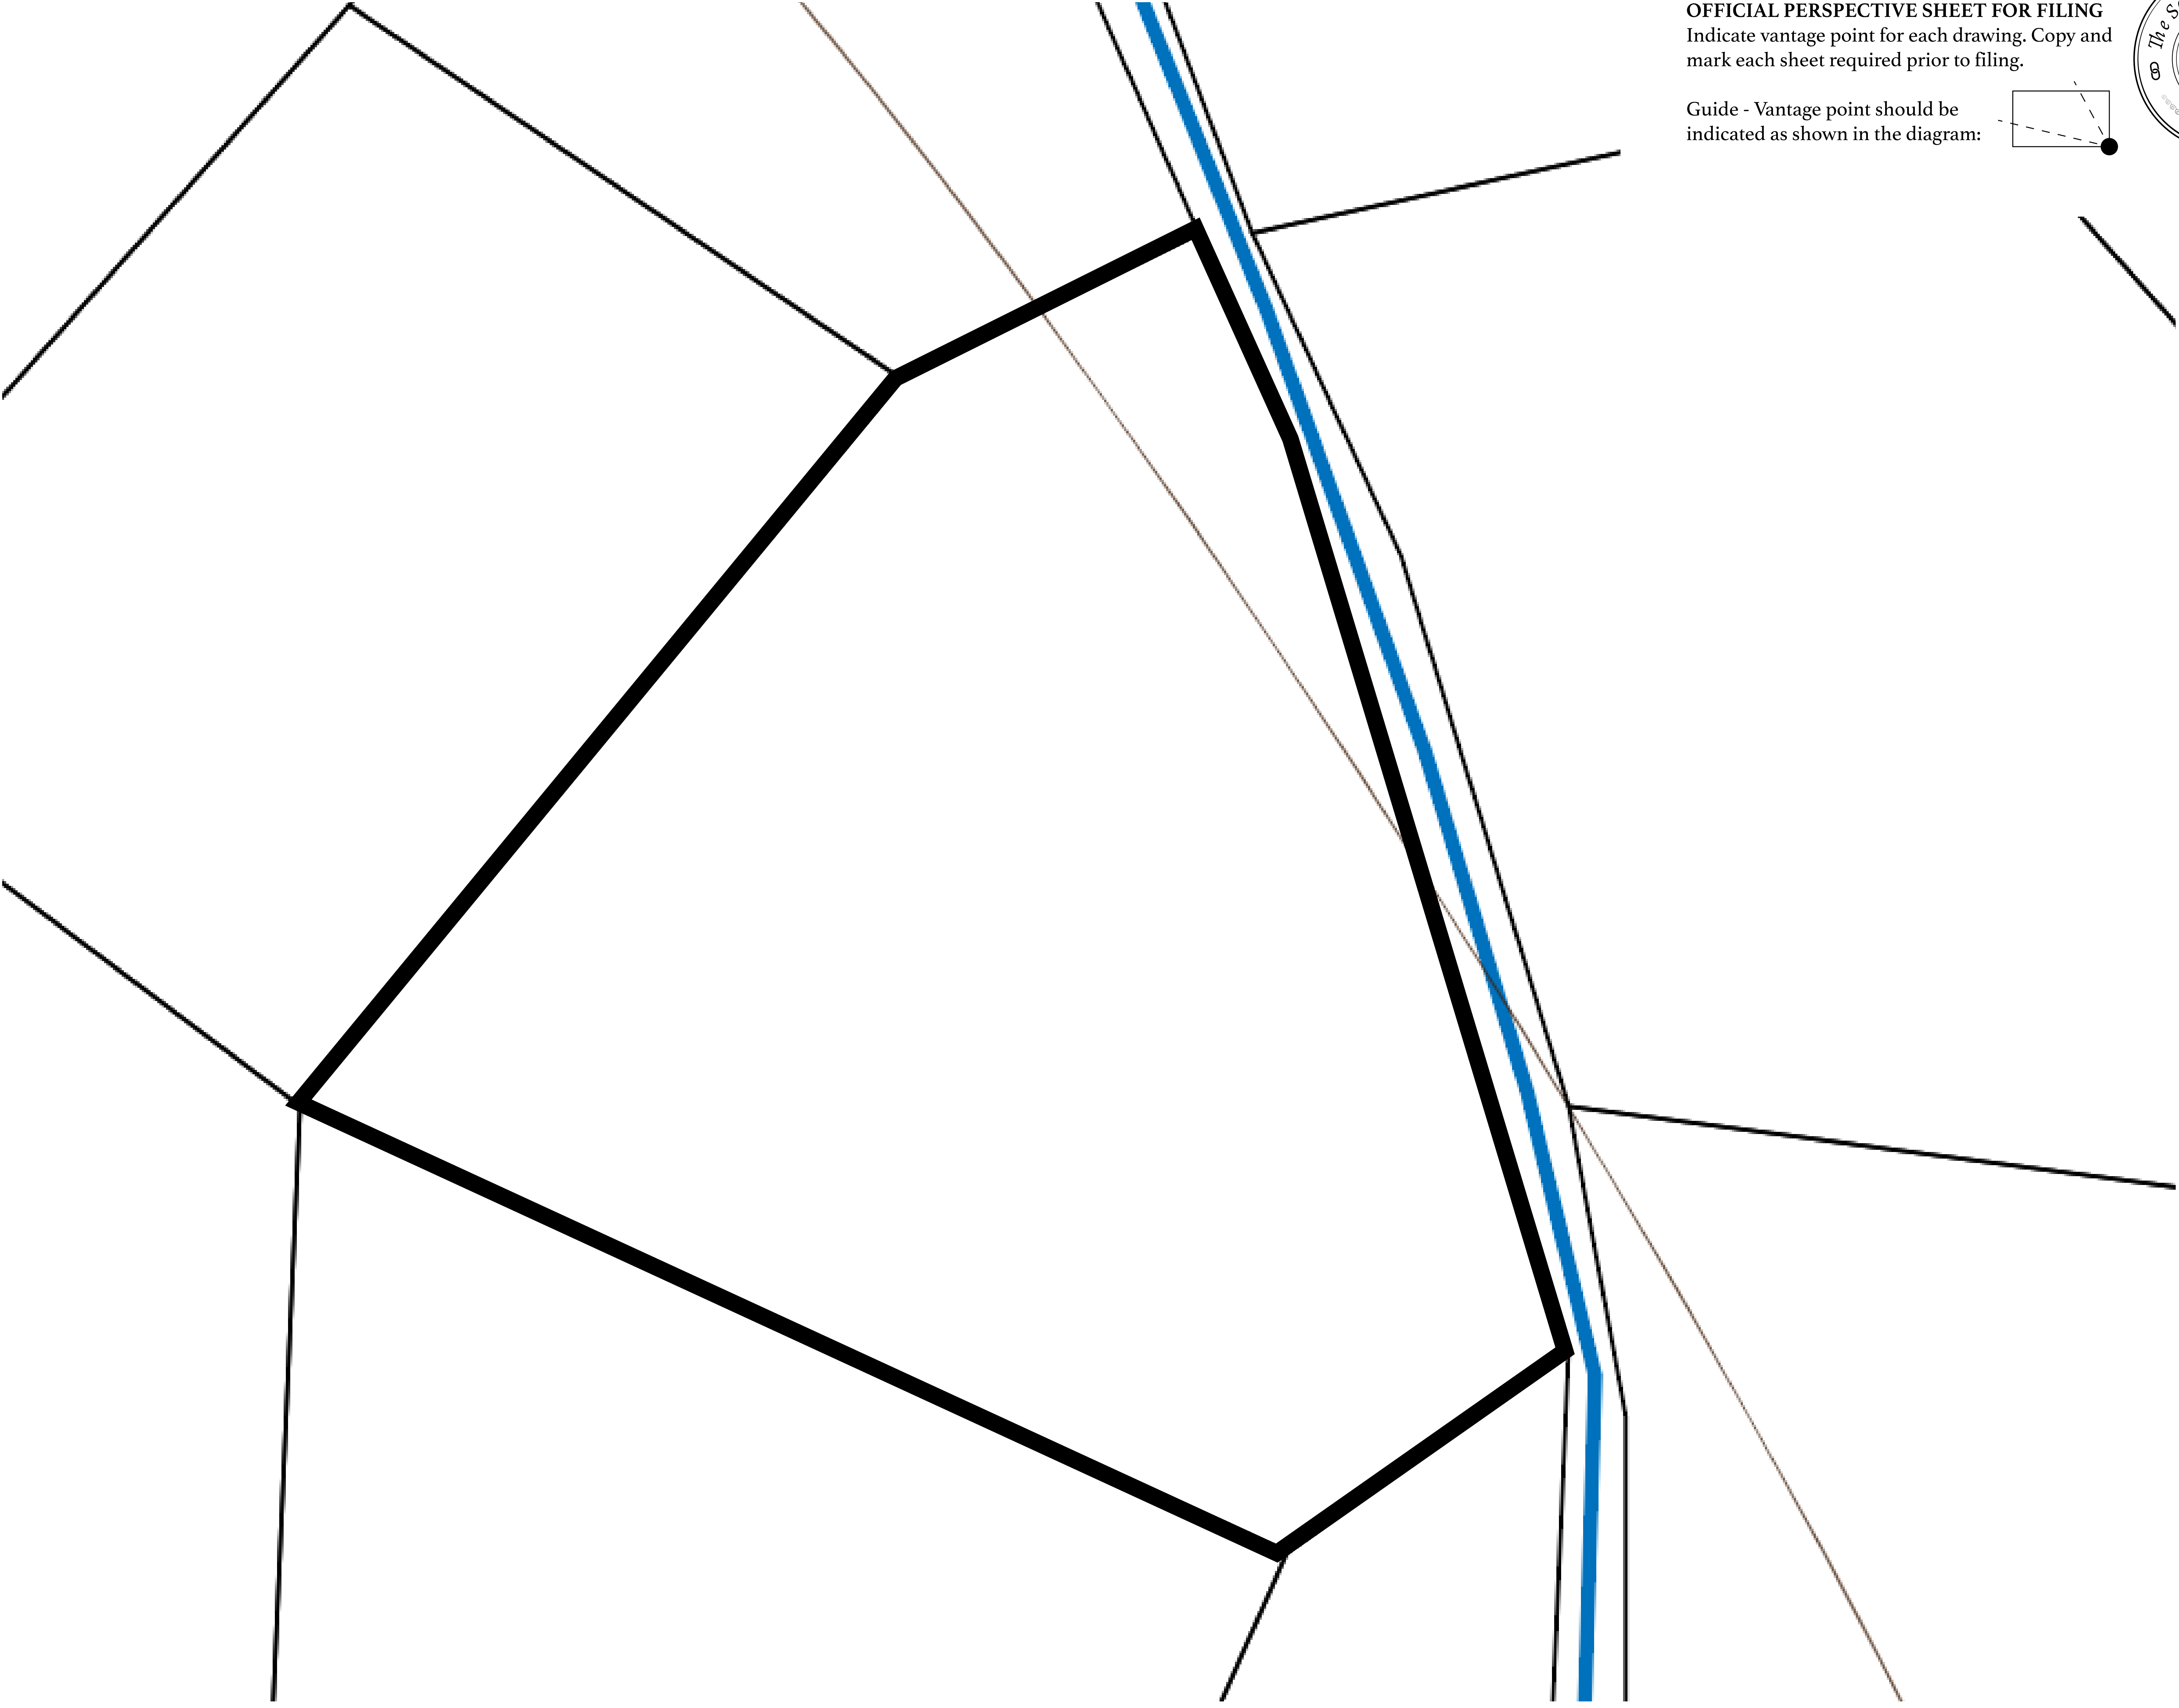 OFFICIAL PERSPECTIVE SHEET FOR FILING
Indicate vantage point for each drawing. Copy and
mark each sheet required prior to filing.
Guide - Vantage point should be
indicated as shown in the diagram:
The S